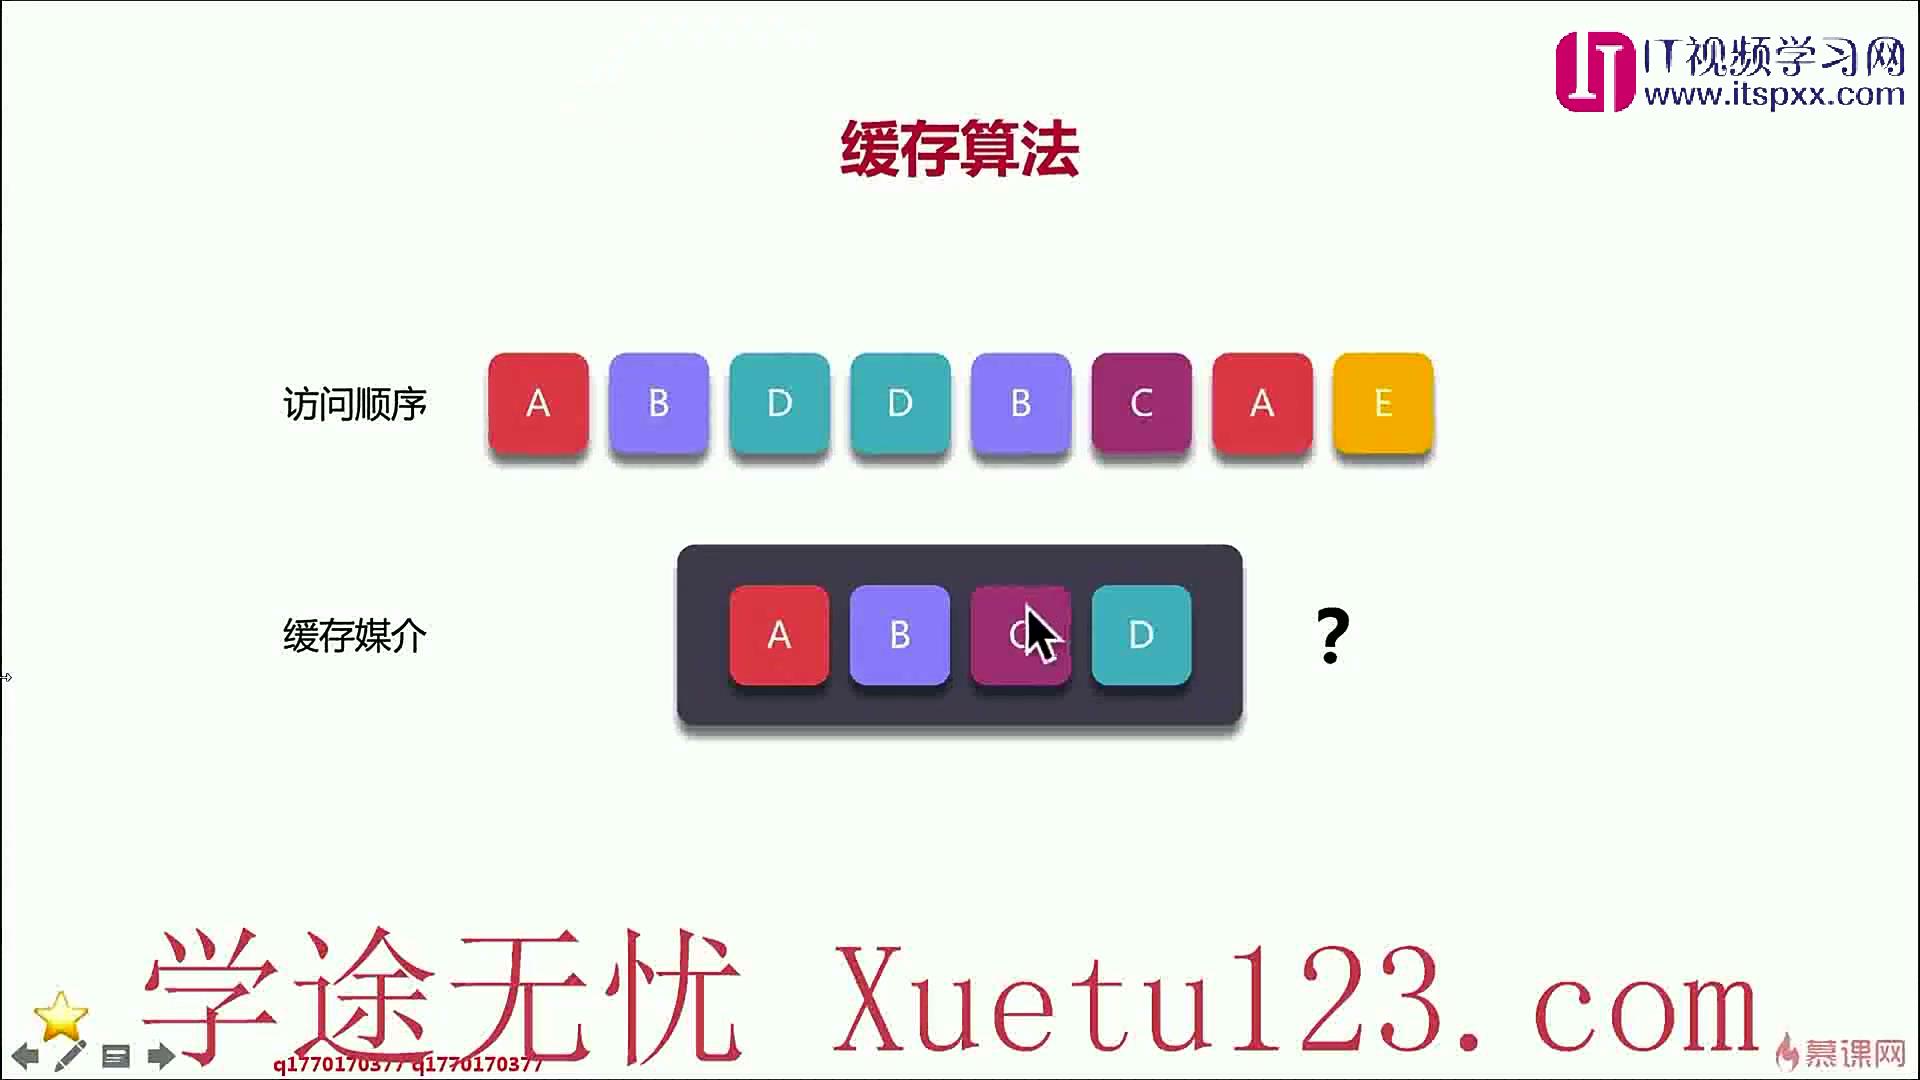 IT视频学习网
www.itspxx.com
缓存算法
访问顺序 A B D D B C A E
缓存媒介 A B C D ?
学途无忧 Xuetu123.com
q1770170377 q1770170377
慕课网